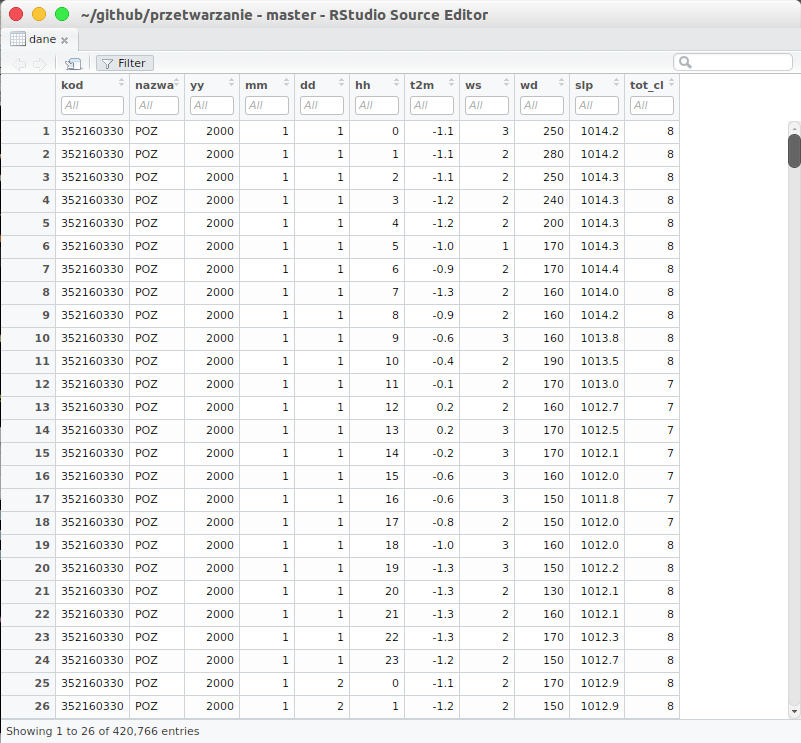 ~/github/przetwarzanie - master - RStudio Source Editor
dane
Filter
kod nazwa yy mm dd hh t2m ws wd slp tot_cl
All All All All All All All All All All All
1 352160330 POZ 2000 1 1 0 -1.1 3 250 1014.2 8
2 352160330 POZ 2000 1 1 1 -1.1 2 280 1014.2 8
3 352160330 POZ 2000 1 1 2 -1.1 2 250 1014.3 8
4 352160330 POZ 2000 1 1 3 -1.2 2 240 1014.3 8
5 352160330 POZ 2000 1 1 4 -1.2 2 200 1014.3 8
6 352160330 POZ 2000 1 1 5 -1.0 1 170 1014.3 8
7 352160330 POZ 2000 1 1 6 -0.9 2 170 1014.4 8
8 352160330 POZ 2000 1 1 7 -1.3 2 160 1014.0 8
9 352160330 POZ 2000 1 1 8 -0.9 2 160 1014.2 8
10 352160330 POZ 2000 1 1 9 -0.6 3 160 1013.8 8
11 352160330 POZ 2000 1 1 10 -0.4 2 190 1013.5 8
12 352160330 POZ 2000 1 1 11 -0.1 2 170 1013.0 7
13 352160330 POZ 2000 1 1 12 0.2 2 160 1012.7 7
14 352160330 POZ 2000 1 1 13 0.2 3 170 1012.5 7
15 352160330 POZ 2000 1 1 14 -0.2 3 170 1012.1 7
16 352160330 POZ 2000 1 1 15 -0.6 3 160 1012.0 7
17 352160330 POZ 2000 1 1 16 -0.6 3 150 1011.8 7
18 352160330 POZ 2000 1 1 17 -0.8 2 150 1012.0 7
19 352160330 POZ 2000 1 1 18 -1.0 3 160 1012.0 8
20 352160330 POZ 2000 1 1 19 -1.3 3 150 1012.2 8
21 352160330 POZ 2000 1 1 20 -1.3 2 130 1012.1 8
22 352160330 POZ 2000 1 1 21 -1.3 2 160 1012.1 8
23 352160330 POZ 2000 1 1 22 -1.3 2 170 1012.3 8
24 352160330 POZ 2000 1 1 23 -1.2 2 150 1012.7 8
25 352160330 POZ 2000 1 2 0 -1.1 2 170 1012.9 8
26 352160330 POZ 2000 1 2 1 -1.2 2 150 1012.9 8
Showing 1 to 26 of 420,766 entries